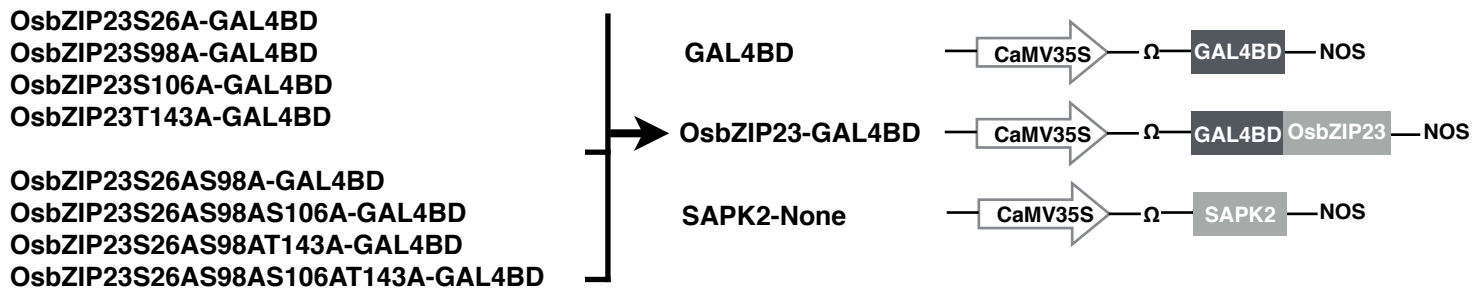 OsbZIP23S26A-GAL4BD
OsbZIP23S98A-GAL4BD
OsbZIP23S106A-GAL4BD
OsbZIP23T143A-GAL4BD
OsbZIP23S26AS98A-GAL4BD
OsbZIP23S26AS98AS106A-GAL4BD
OsbZIP23S26AS98AT143A-GAL4BD
OsbZIP23S26AS98AS106AT143A-GAL4BD
GAL4BD CaMV35S Ω GAL4BD NOS
OsbZIP23-GAL4BD CaMV35S Ω GAL4BD OsbZIP23 NOS
SAPK2-None CaMV35S Ω SAPK2 NOS